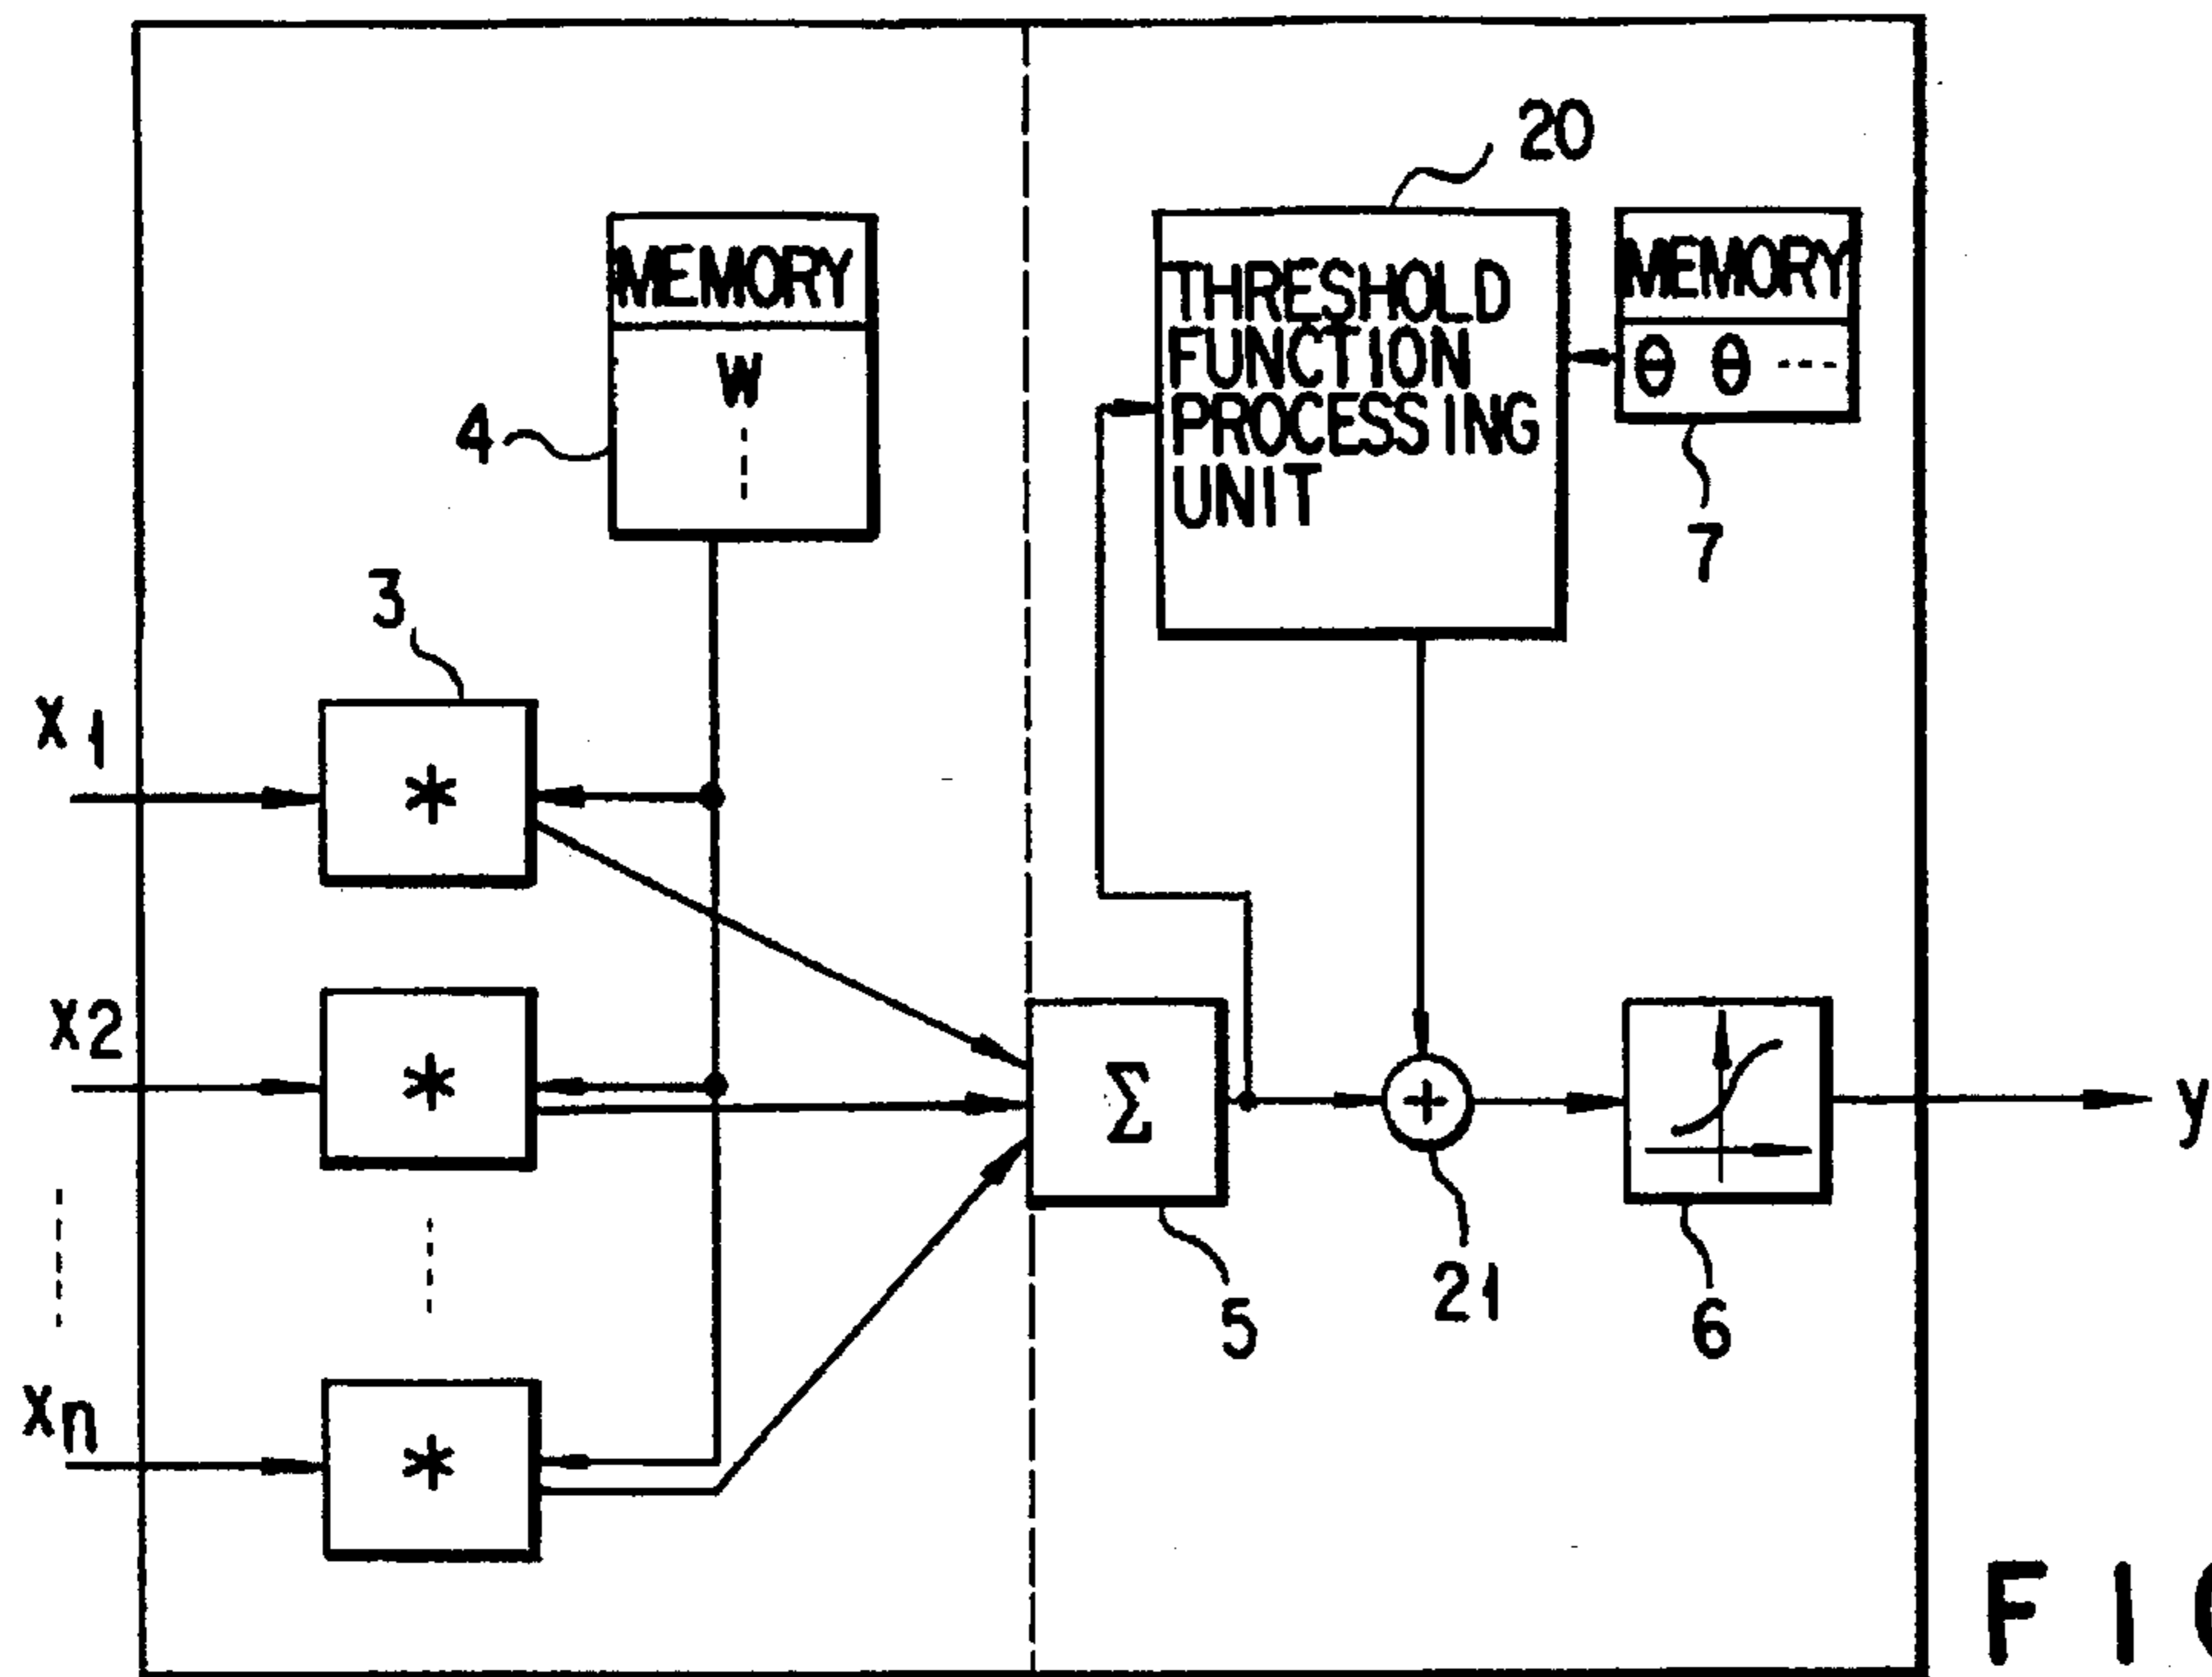 20
MEMORY
W
4
THRESHOLD
FUNCTION
PROCESSING
UNIT
MEMORY
θ θ ---
7
3
X1
*
X2
*
Σ
+
y
5
21
6
Xn
*